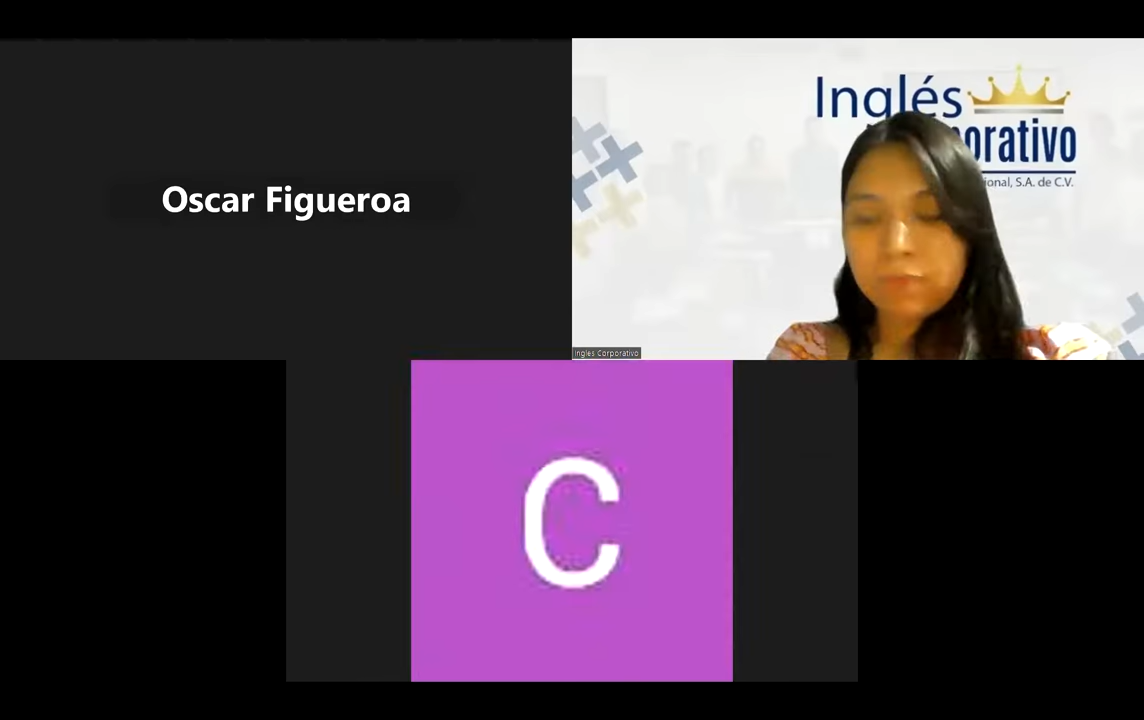 Oscar Figueroa
Inglés
orativo
ional, S.A. de C.V.
Ingles Corporativo
C